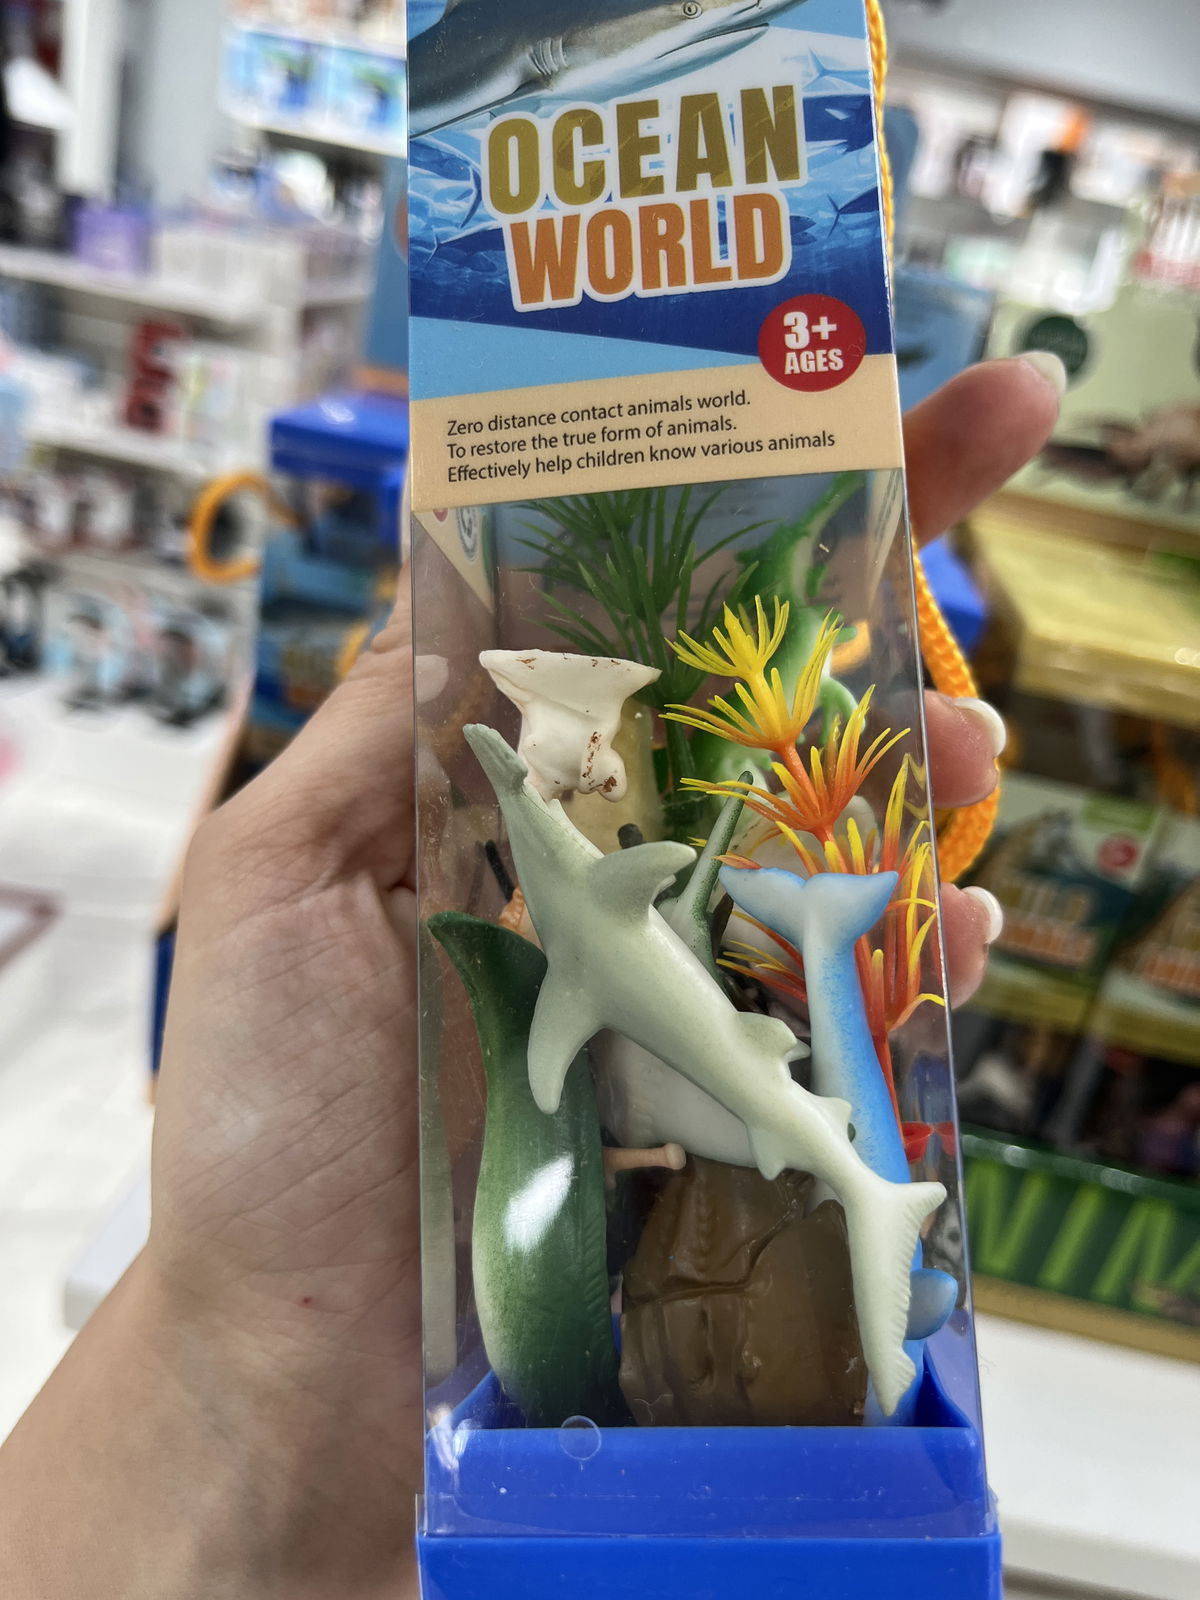 OCEAN
WORLD
3+
AGES
Zero distance contact animals world.
To restore the true form of animals.
Effectively help children know various animals